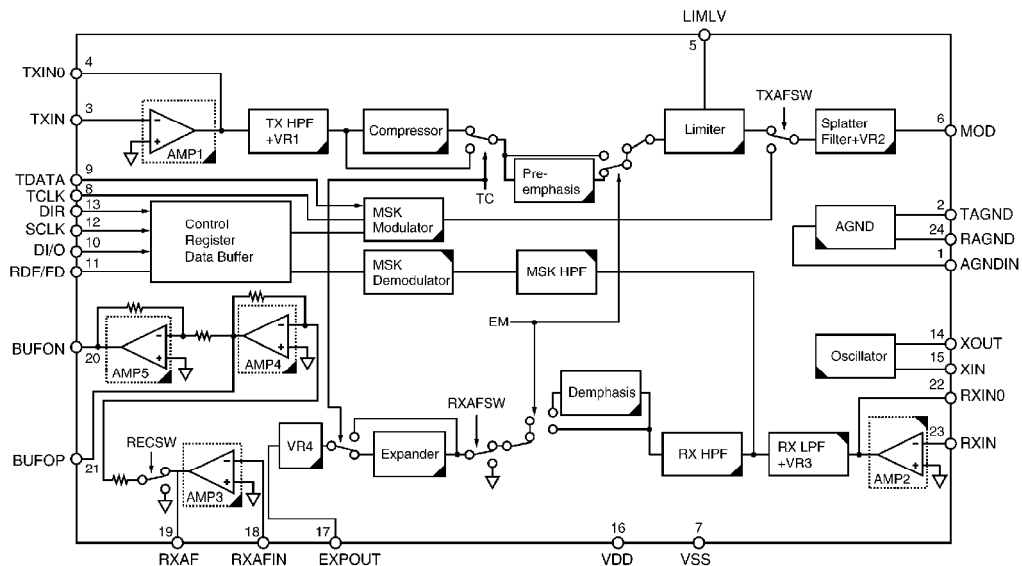 LIMLV
5
TXIN0
4
TXIN
3
AMP1
TX HPF
+VR1
Compressor
TC
Pre-
emphasis
Limiter
TXAFSW
Splatter
Filter+VR2
6
MOD
TDATA
9
TCLK
8
DIR
13
SCLK
12
DI/O
10
RDF/FD
11
Control
Register
Data Buffer
MSK
Modulator
MSK
Demodulator
MSK HPF
AGND
2
TAGND
24
RAGND
1
AGNDIN
EM
BUFON
20
AMP5
AMP4
Oscillator
14
XOUT
15
XIN
22
RXIN0
23
RXIN
BUFOP
21
RECSW
AMP3
VR4
Expander
RXAFSW
Demphasis
RX HPF
RX LPF
+VR3
AMP2
19
RXAF
18
RXAFIN
17
EXPOUT
16
VDD
7
VSS